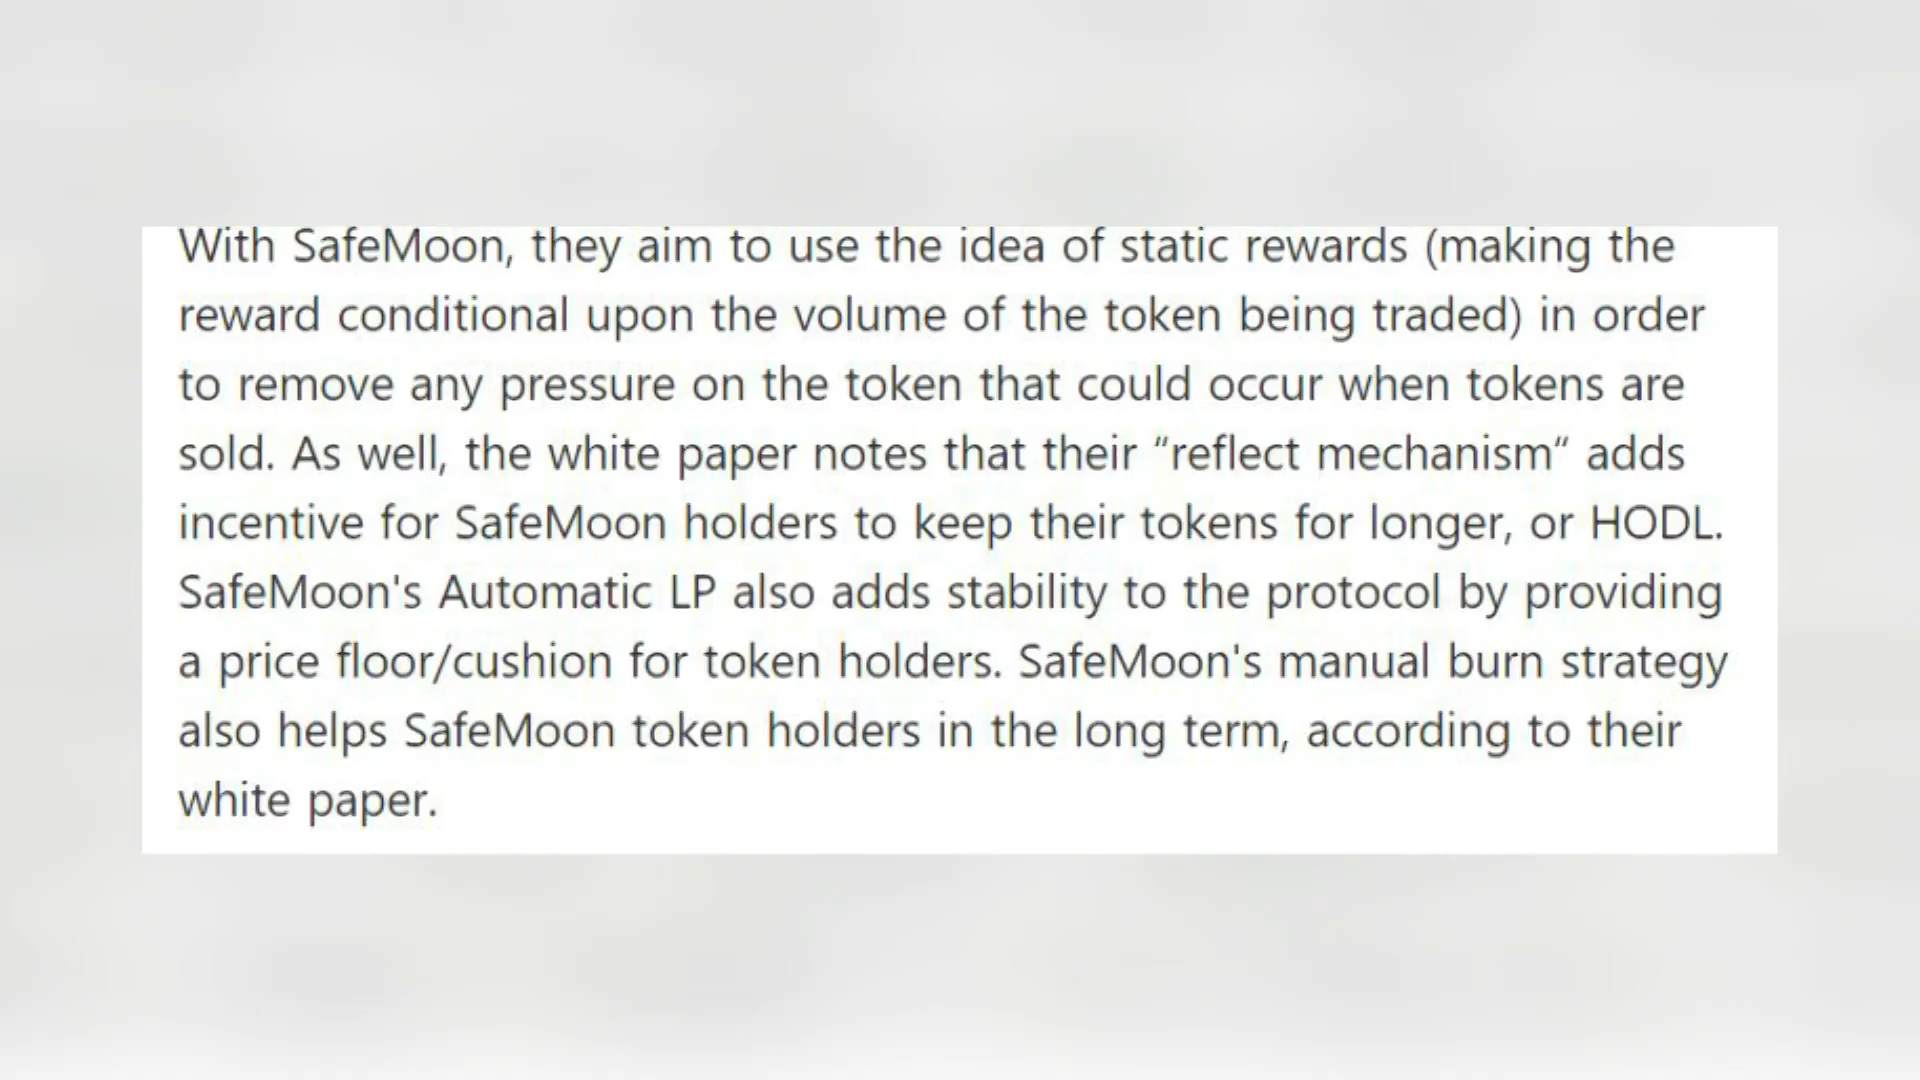 With SafeMoon, they aim to use the idea of static rewards (making the
reward conditional upon the volume of the token being traded) in order
to remove any pressure on the token that could occur when tokens are
sold. As well, the white paper notes that their “reflect mechanism“ adds
incentive for SafeMoon holders to keep their tokens for longer, or HODL.
SafeMoon's Automatic LP also adds stability to the protocol by providing
a price floor/cushion for token holders. SafeMoon's manual burn strategy
also helps SafeMoon token holders in the long term, according to their
white paper.